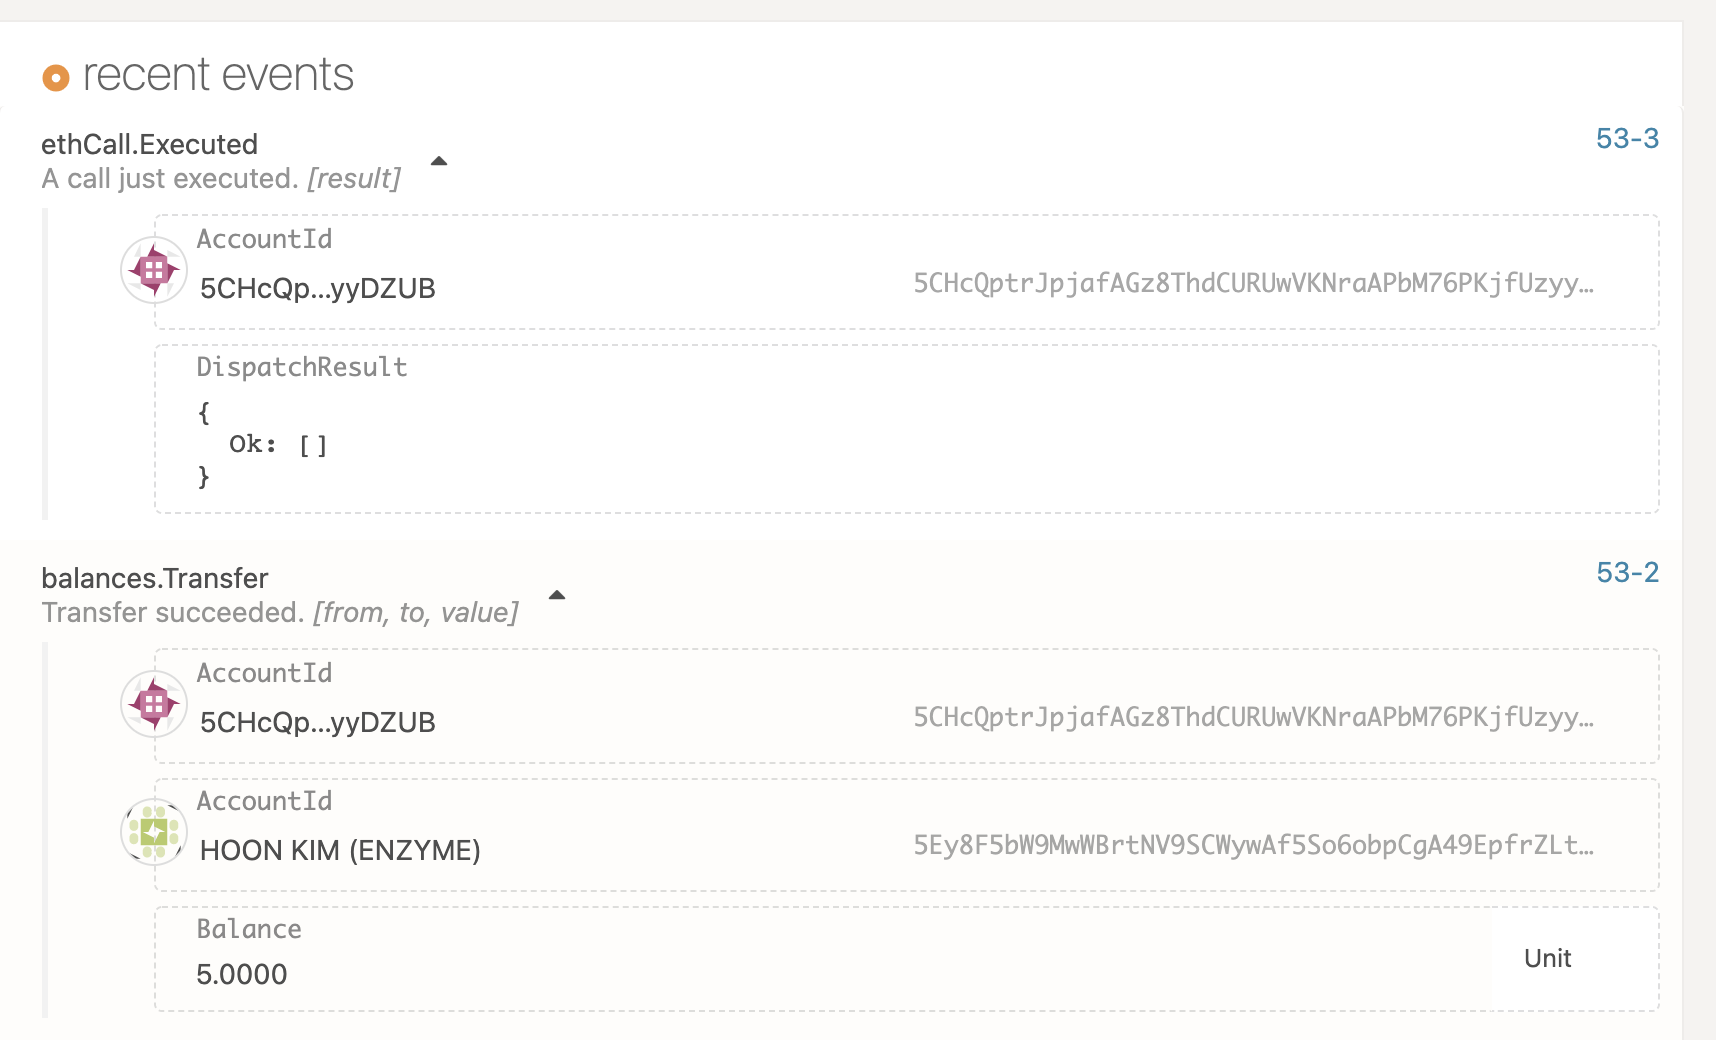 recent events
ethCall.Executed
53-3
A call just executed. [result]
AccountId
5CHcQp...yyDZUB
5CHcQptrJpjafAGz8ThdCURUwVKNraAPbM76PKjfUzyy…
DispatchResult
{
Ok: []
}
balances.Transfer
53-2
Transfer succeeded. [from, to, value]
AccountId
5CHcQp...yyDZUB
5CHcQptrJpjafAGz8ThdCURUwVKNraAPbM76PKjfUzyy…
AccountId
HOON KIM (ENZYME)
5Ey8F5bW9MwWBrtNV9SCWywAf5So6obpCgA49EpfrZLt…
Balance
5.0000
Unit